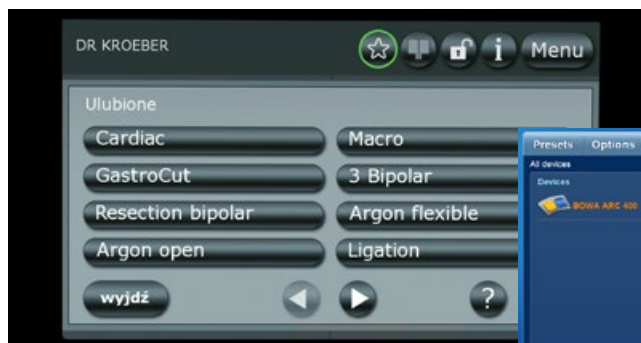 DR KROEBER
i
Menu
Ulubione
Cardiac
Macro
GastroCut
3 Bipolar
Resection bipolar
Argon flexible
Argon open
Ligation
wyjdź
?
Presets Options
All devices
Devices
BOWA ARC 400